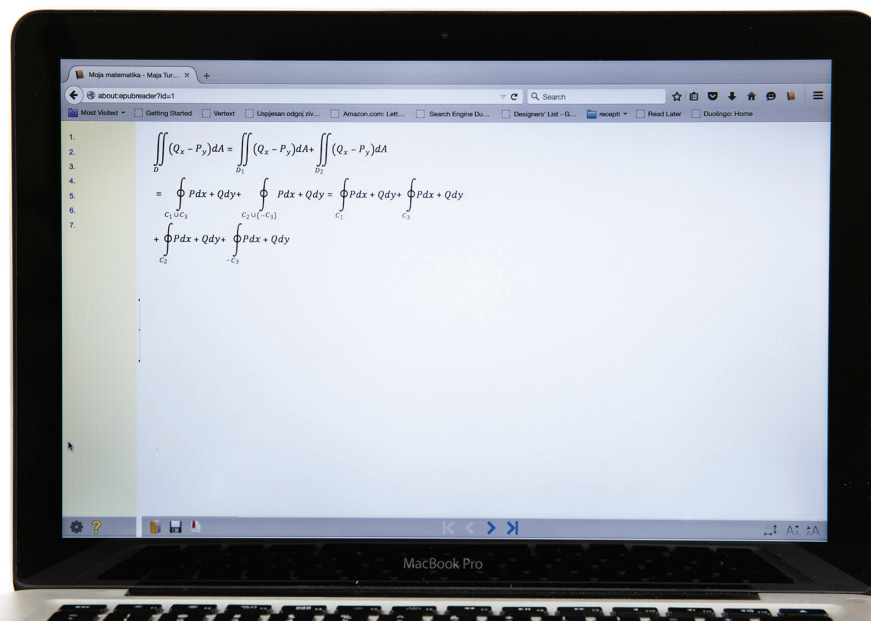 Moja matematika - Maja Tur...
about:epubreader?id=1
Search
Most Visited Getting Started Vertext Uspjesan odgoj ziv... Amazon.com: Lett... Search Engine Du... Designers' List - G... recepti Read Later Duolingo: Home
1.
2.
3.
4.
5.
6.
7.
∬_D (Q_x - P_y)dA = ∬_{D_1} (Q_x - P_y)dA + ∬_{D_2} (Q_x - P_y)dA
= ∮_{C_1∪C_3} Pdx + Qdy + ∮_{C_2∪(-C_3)} Pdx + Qdy = ∮_{C_1} Pdx + Qdy + ∮_{C_3} Pdx + Qdy
+ ∮_{C_2} Pdx + Qdy + ∮_{-C_3} Pdx + Qdy
MacBook Pro